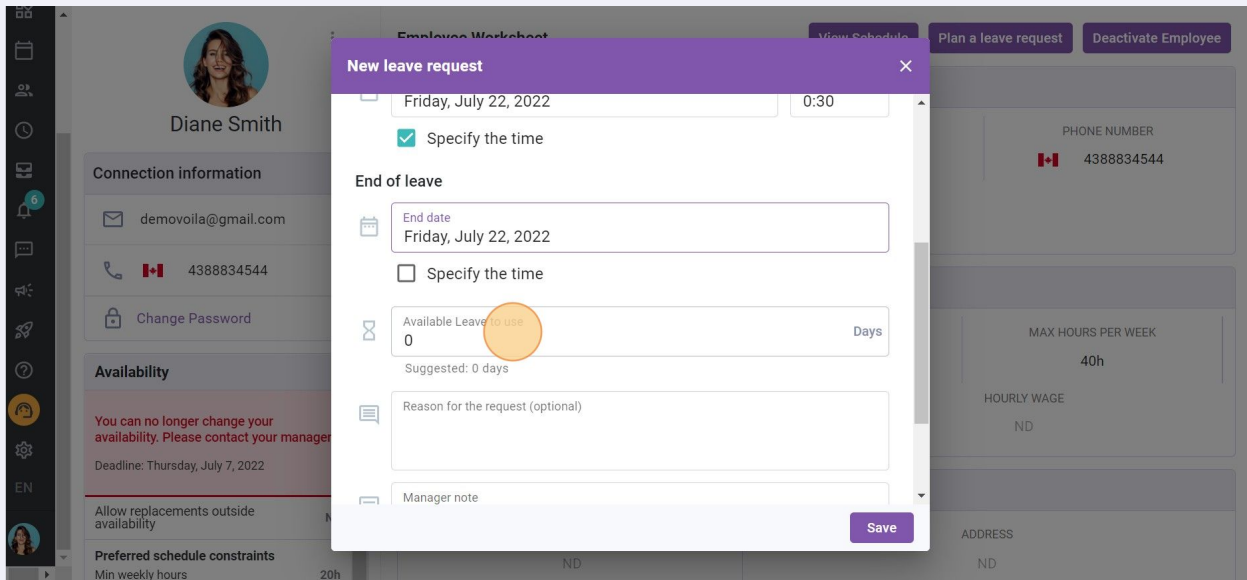 Employee Worksheet
View Schedule
Plan a leave request
Deactivate Employee
New leave request
Friday, July 22, 2022
0:30
Specify the time
End of leave
End date
Friday, July 22, 2022
Specify the time
Available Leave to use
0
Days
Suggested: 0 days
Reason for the request (optional)
Manager note
Save
Diane Smith
Connection information
demovoila@gmail.com
4388834544
Change Password
Availability
You can no longer change your
availability. Please contact your manager
Deadline: Thursday, July 7, 2022
Allow replacements outside
availability
Preferred schedule constraints
Min weekly hours
20h
6
EN
PHONE NUMBER
4388834544
MAX HOURS PER WEEK
40h
HOURLY WAGE
ND
ADDRESS
ND
ND